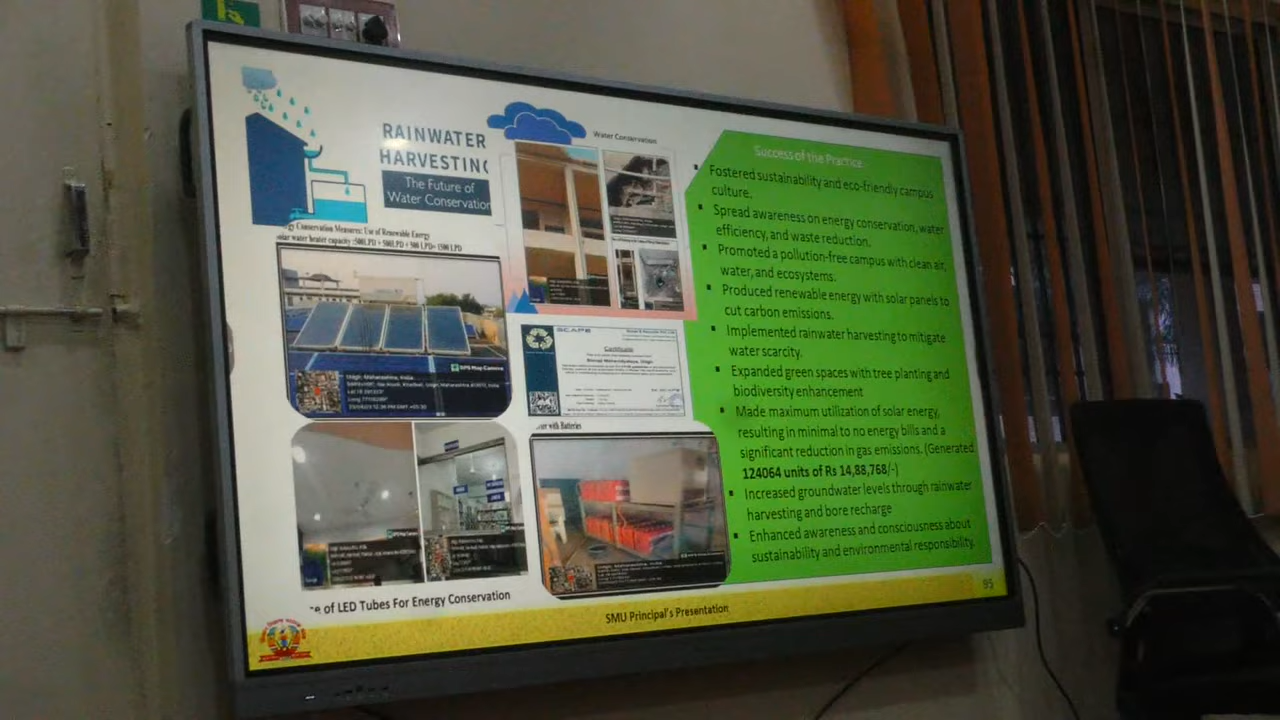 RAINWATER
HARVESTING
The Future of
Water Conservation
Conservation Measures: Use of Renewable Energy
water heater capacity :500LPD + 500LPD + 500 LPD= 1500 LPD
GPS Map Camera
Udgir, Maharashtra, India
Water Conservation
SCAPE
Certificate
with Batteries
of LED Tubes For Energy Conservation
Success of the Practice
▪ Fostered sustainability and eco-friendly campus
culture.
▪ Spread awareness on energy conservation, water
efficiency, and waste reduction.
▪ Promoted a pollution-free campus with clean air,
water, and ecosystems.
▪ Produced renewable energy with solar panels to
cut carbon emissions.
▪ Implemented rainwater harvesting to mitigate
water scarcity.
▪ Expanded green spaces with tree planting and
biodiversity enhancement
▪ Made maximum utilization of solar energy,
resulting in minimal to no energy bills and a
significant reduction in gas emissions. (Generated
124064 units of Rs 14,88,768/-)
▪ Increased groundwater levels through rainwater
harvesting and bore recharge
▪ Enhanced awareness and consciousness about
sustainability and environmental responsibility.
SMU Principal's Presentation
95